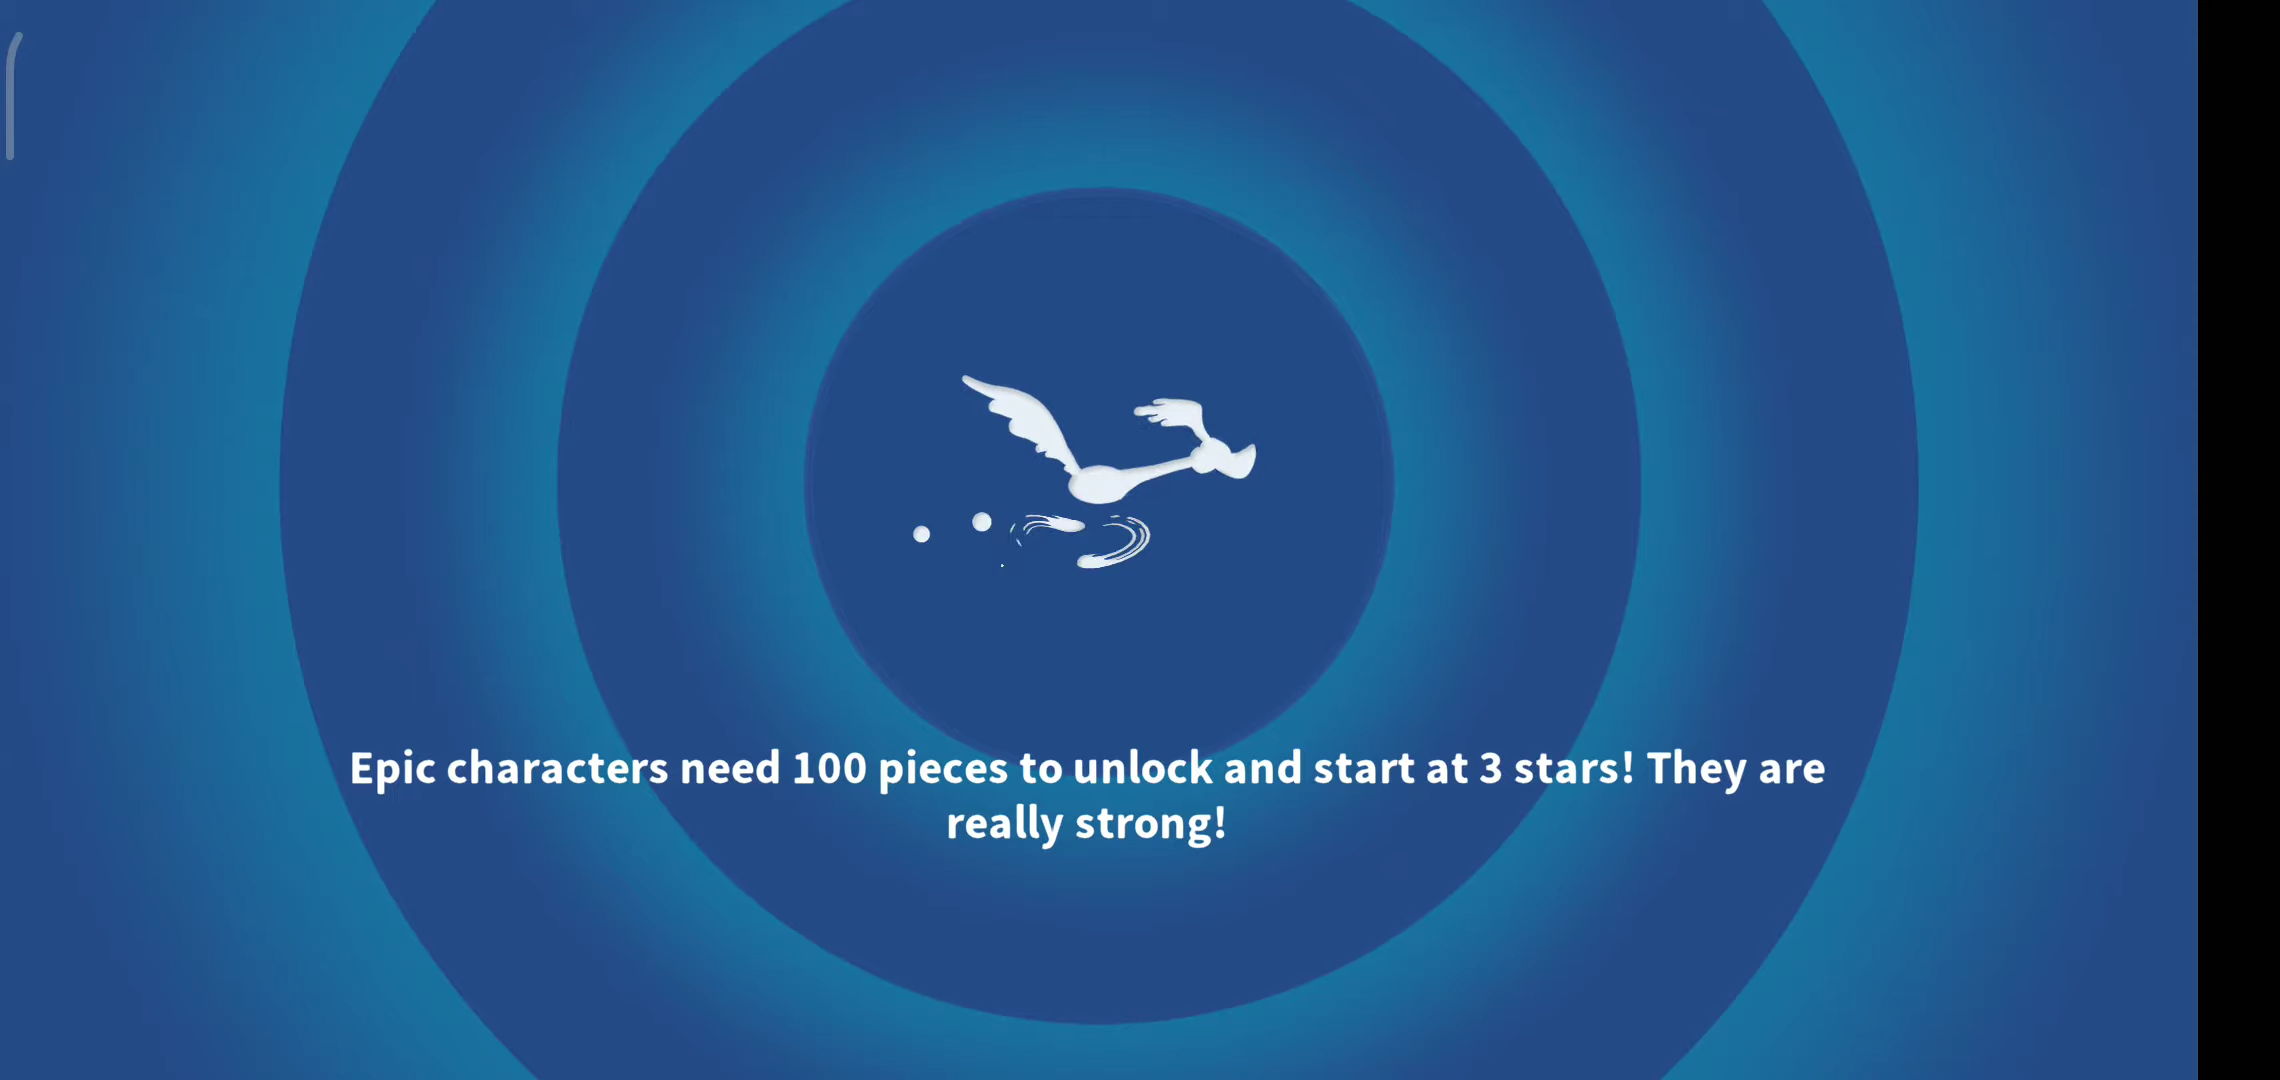 Epic characters need 100 pieces to unlock and start at 3 stars! They are
really strong!